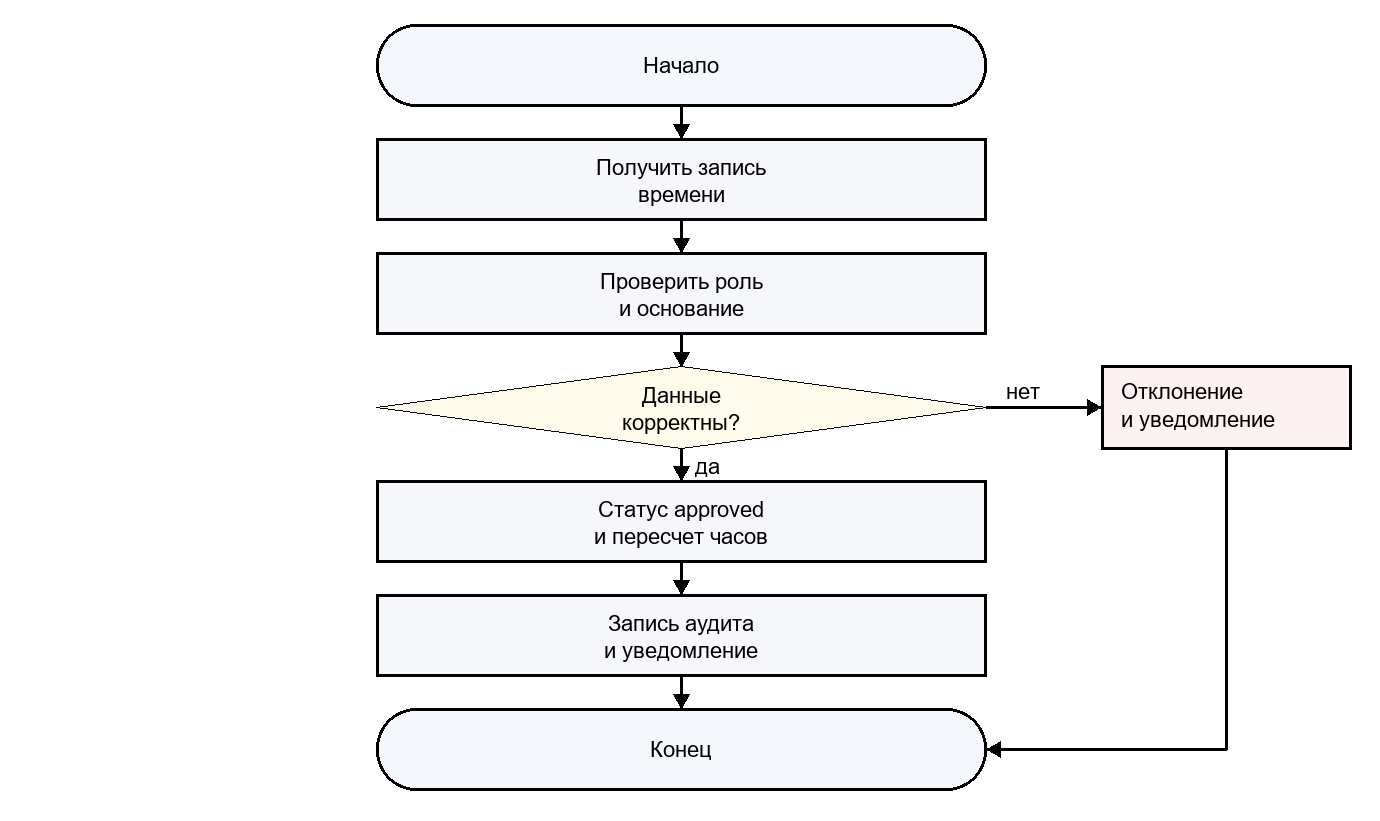 Начало
Получить запись
времени
Проверить роль
и основание
Данные
корректны?
нет
Отклонение
и уведомление
да
Статус approved
и пересчет часов
Запись аудита
и уведомление
Конец